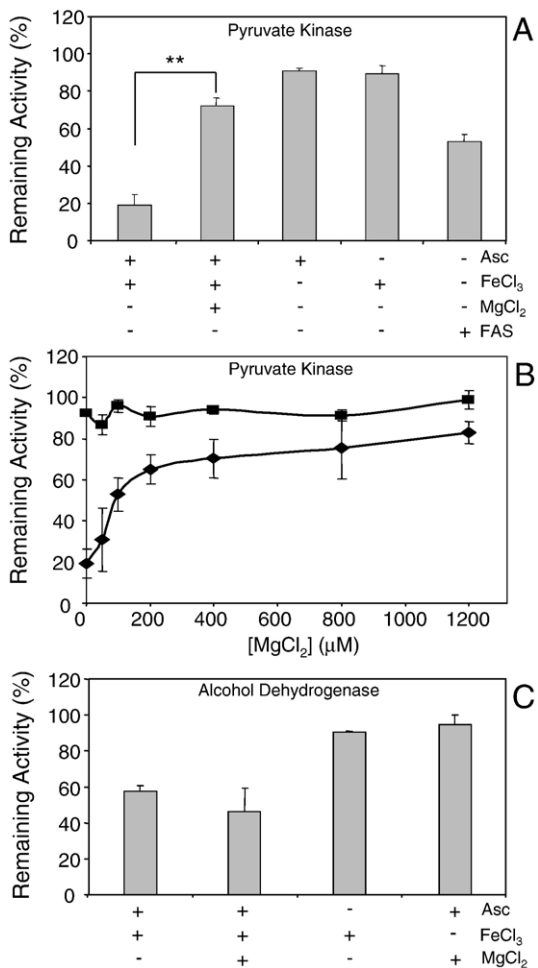 A
Pyruvate Kinase
Remaining Activity (%)
120
100
80
60
40
20
0
**
+ + + - - Asc
+ + - + - FeCl3
- + - - - MgCl2
- - - - + FAS
B
Pyruvate Kinase
Remaining Activity (%)
120
100
80
60
40
20
0
0 200 400 600 800 1000 1200
[MgCl2] (μM)
C
Alcohol Dehydrogenase
Remaining Activity (%)
120
100
80
60
40
20
0
+ + - + Asc
+ + + - FeCl3
- + - + MgCl2